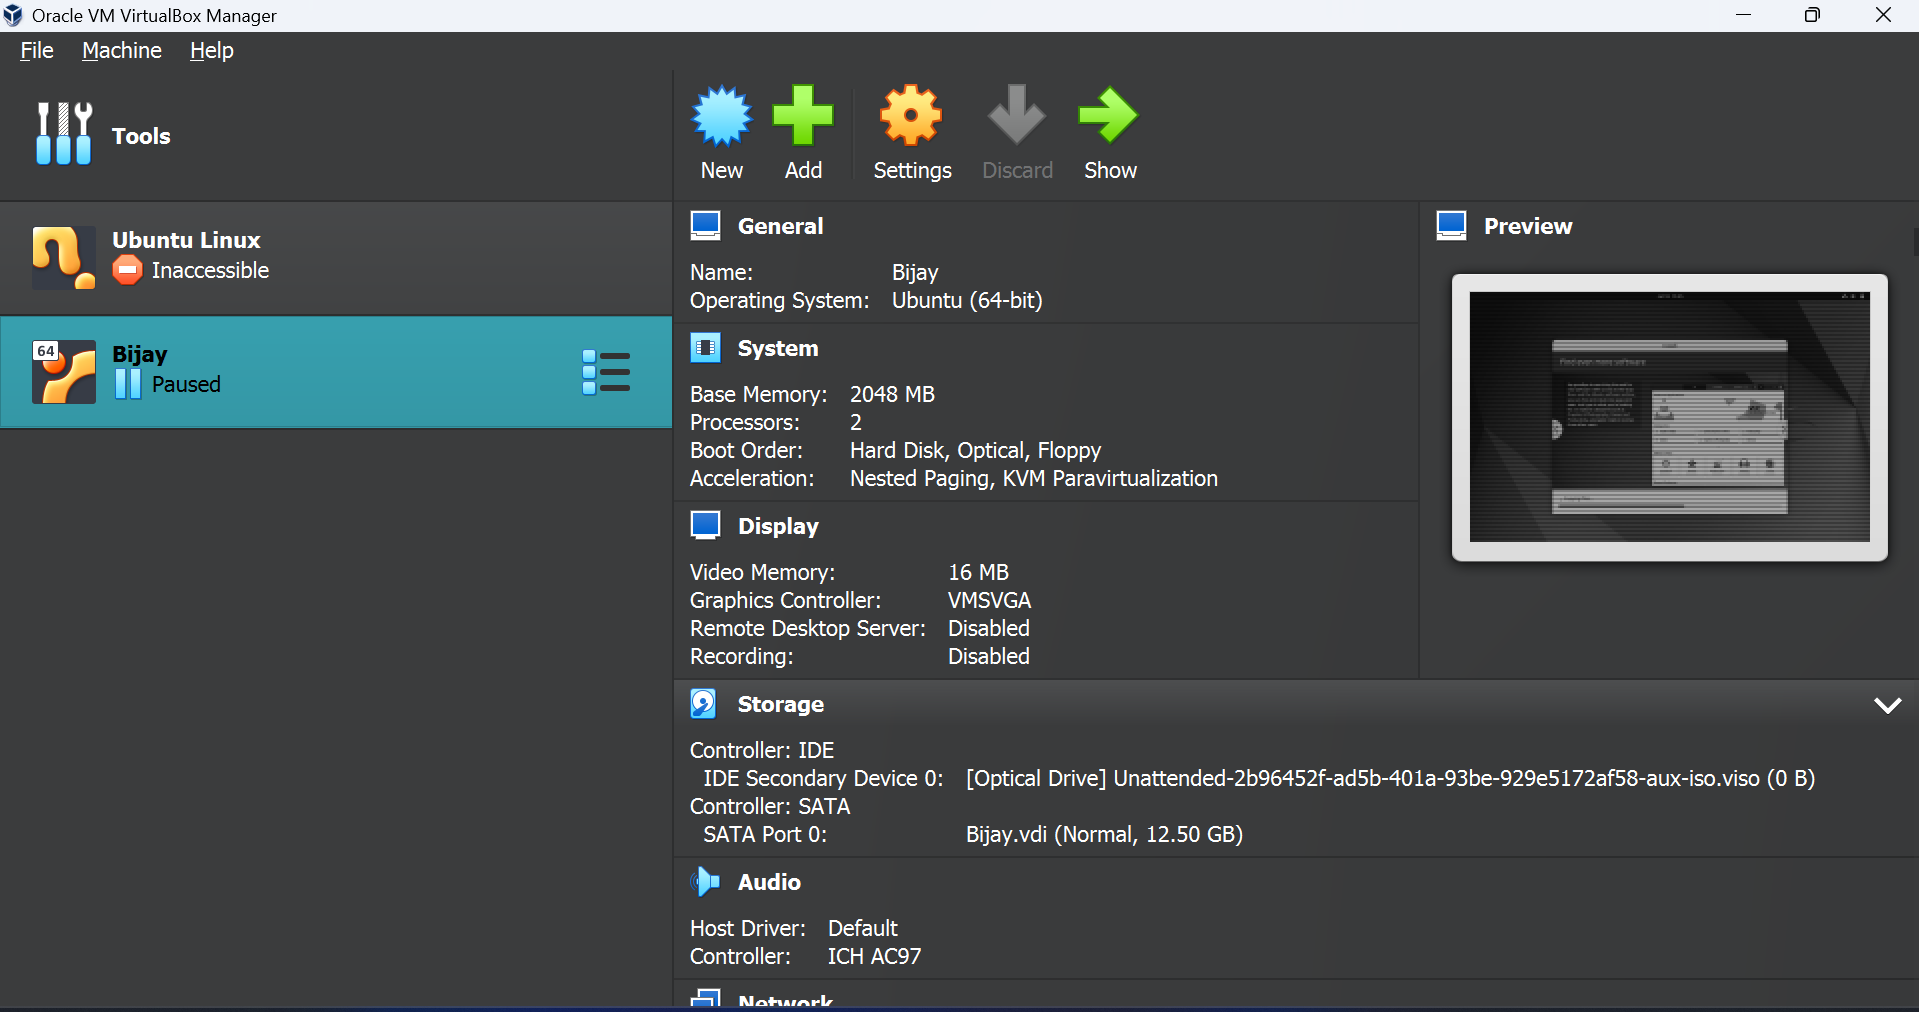 Oracle VM VirtualBox Manager
File Machine Help
Tools
New Add Settings Discard Show
Ubuntu Linux
Inaccessible
64
Bijay
Paused
General
Name: Bijay
Operating System: Ubuntu (64-bit)
System
Base Memory: 2048 MB
Processors: 2
Boot Order: Hard Disk, Optical, Floppy
Acceleration: Nested Paging, KVM Paravirtualization
Display
Video Memory: 16 MB
Graphics Controller: VMSVGA
Remote Desktop Server: Disabled
Recording: Disabled
Preview
Find even more software
Storage
Controller: IDE
IDE Secondary Device 0: [Optical Drive] Unattended-2b96452f-ad5b-401a-93be-929e5172af58-aux-iso.viso (0 B)
Controller: SATA
SATA Port 0: Bijay.vdi (Normal, 12.50 GB)
Audio
Host Driver: Default
Controller: ICH AC97
Network